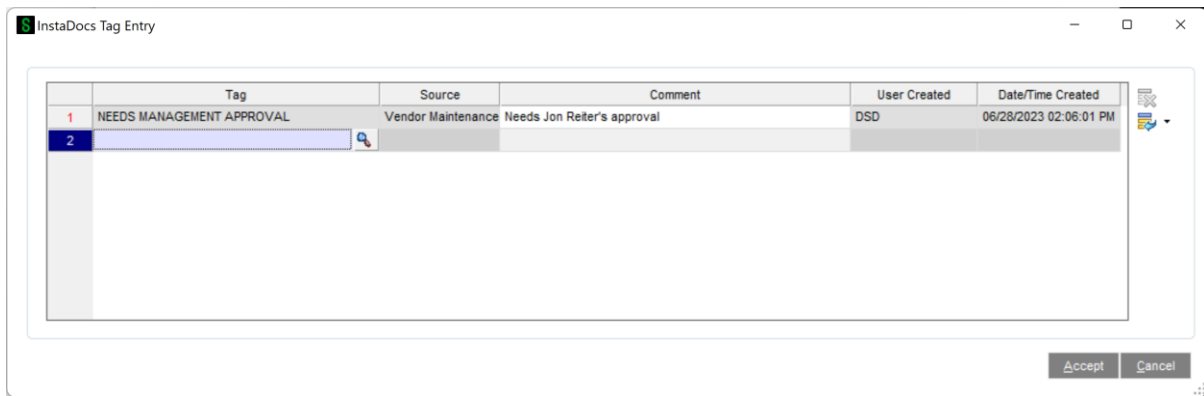 InstaDocs Tag Entry
Tag Source Comment User Created Date/Time Created
1 NEEDS MANAGEMENT APPROVAL Vendor Maintenance Needs Jon Reiter's approval DSD 06/28/2023 02:06:01 PM
2
Accept Cancel